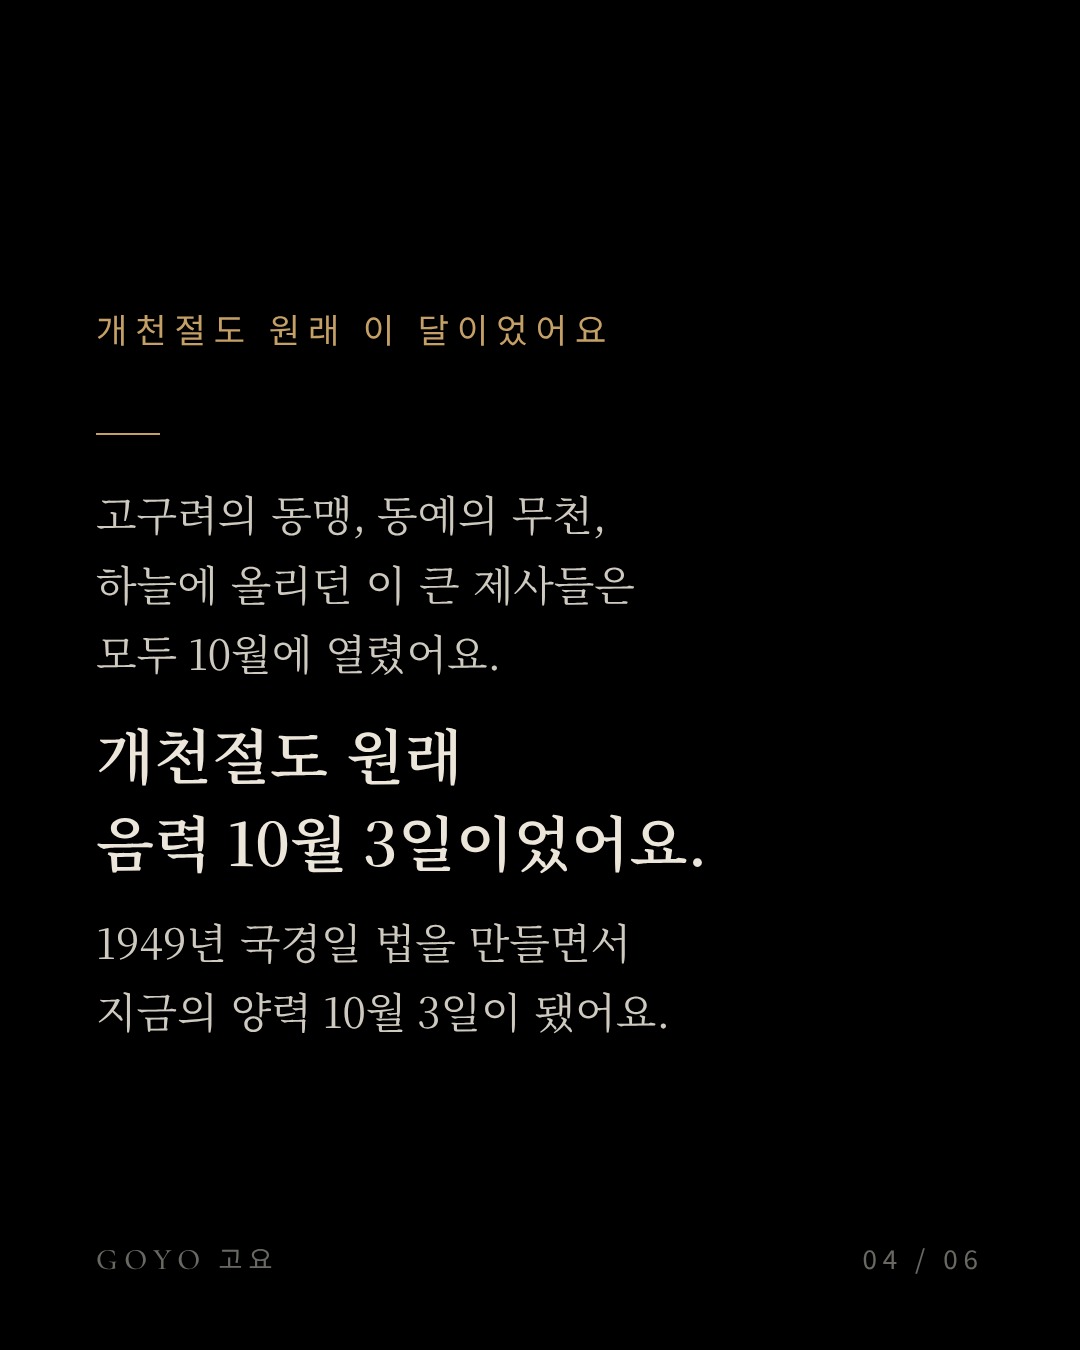 개천절도 원래 이 달이었어요
고구려의 동맹, 동예의 무천,
하늘에 올리던 이 큰 제사들은
모두 10월에 열렸어요.
개천절도 원래
음력 10월 3일이었어요.
1949년 국경일 법을 만들면서
지금의 양력 10월 3일이 됐어요.
GOYO 고요
04 / 06